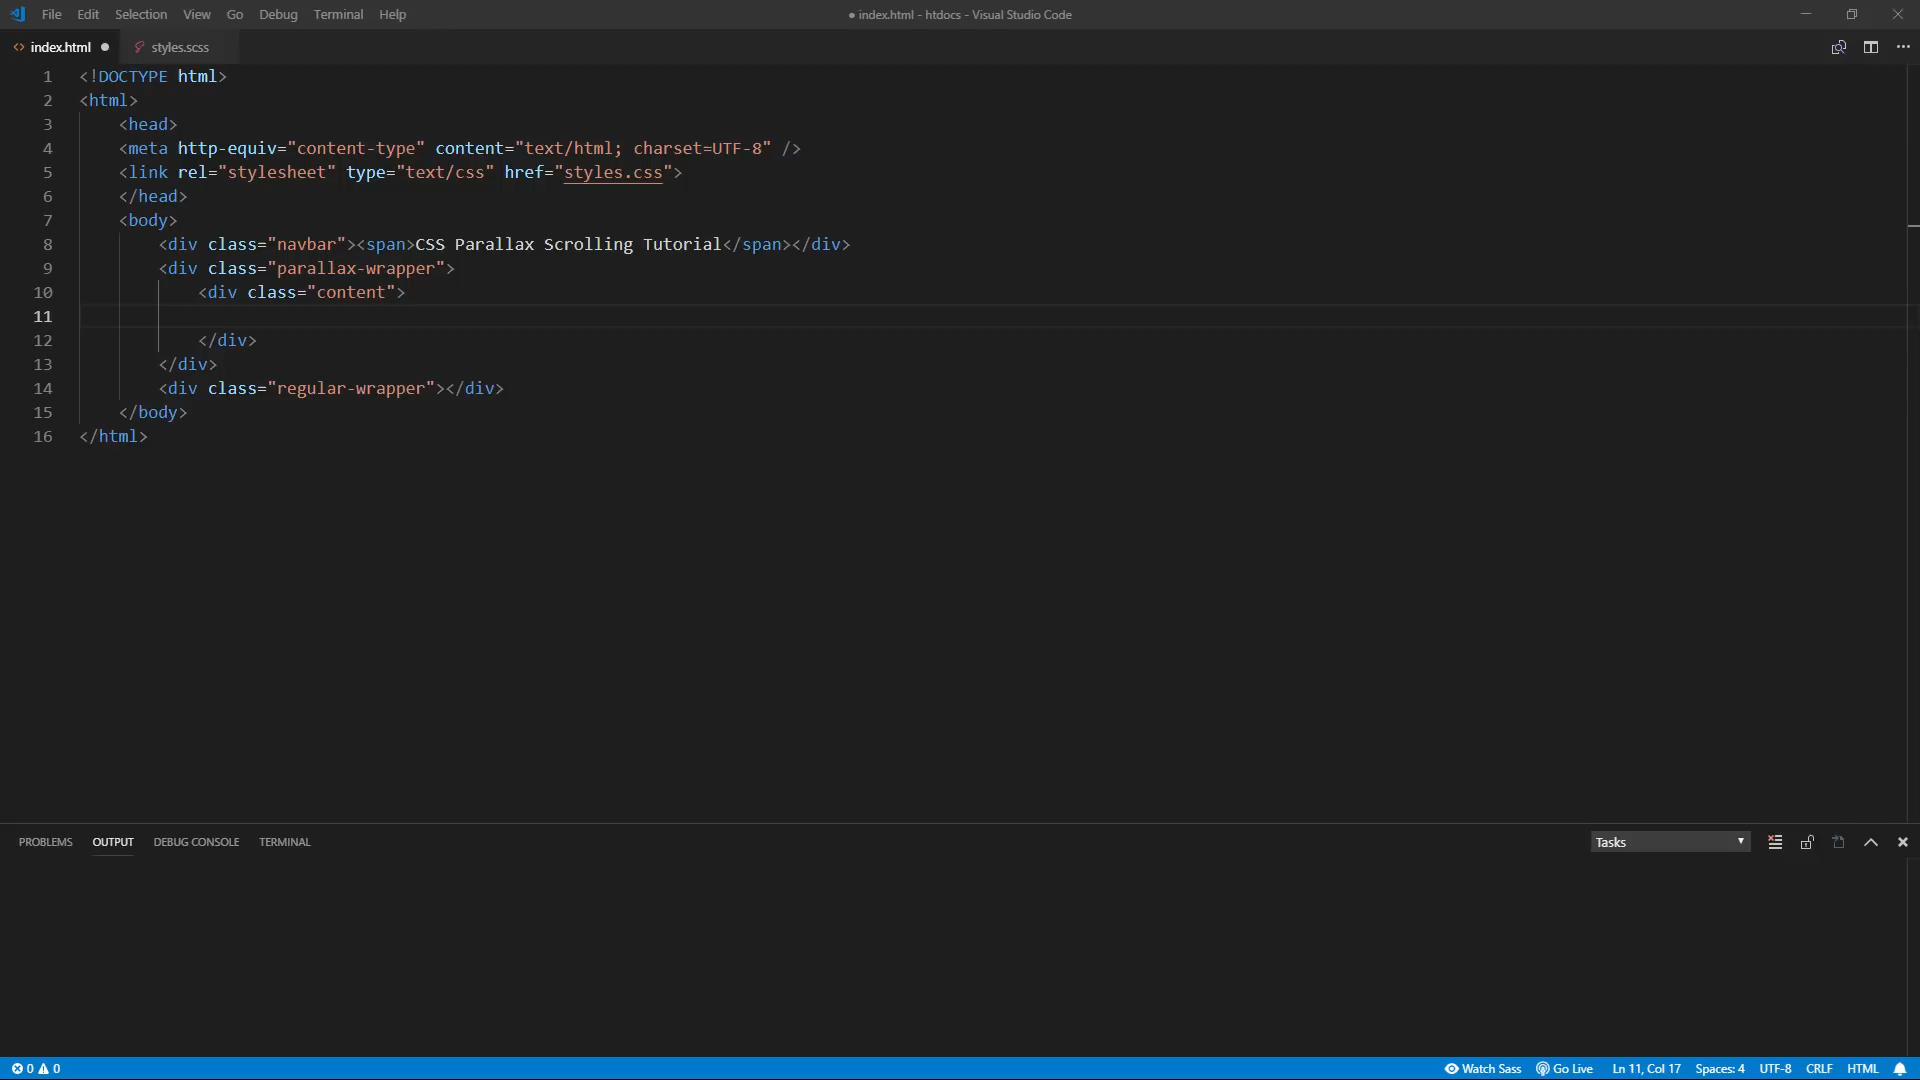 File Edit Selection View Go Debug Terminal Help ● index.html - htdocs - Visual Studio Code
index.html styles.scss
1 <!DOCTYPE html>
2 <html>
3 <head>
4 <meta http-equiv="content-type" content="text/html; charset=UTF-8" />
5 <link rel="stylesheet" type="text/css" href="styles.css">
6 </head>
7 <body>
8 <div class="navbar"><span>CSS Parallax Scrolling Tutorial</span></div>
9 <div class="parallax-wrapper">
10 <div class="content">
11
12 </div>
13 </div>
14 <div class="regular-wrapper"></div>
15 </body>
16 </html>
PROBLEMS OUTPUT DEBUG CONSOLE TERMINAL Tasks
0 0 Watch Sass Go Live Ln 11, Col 17 Spaces: 4 UTF-8 CRLF HTML